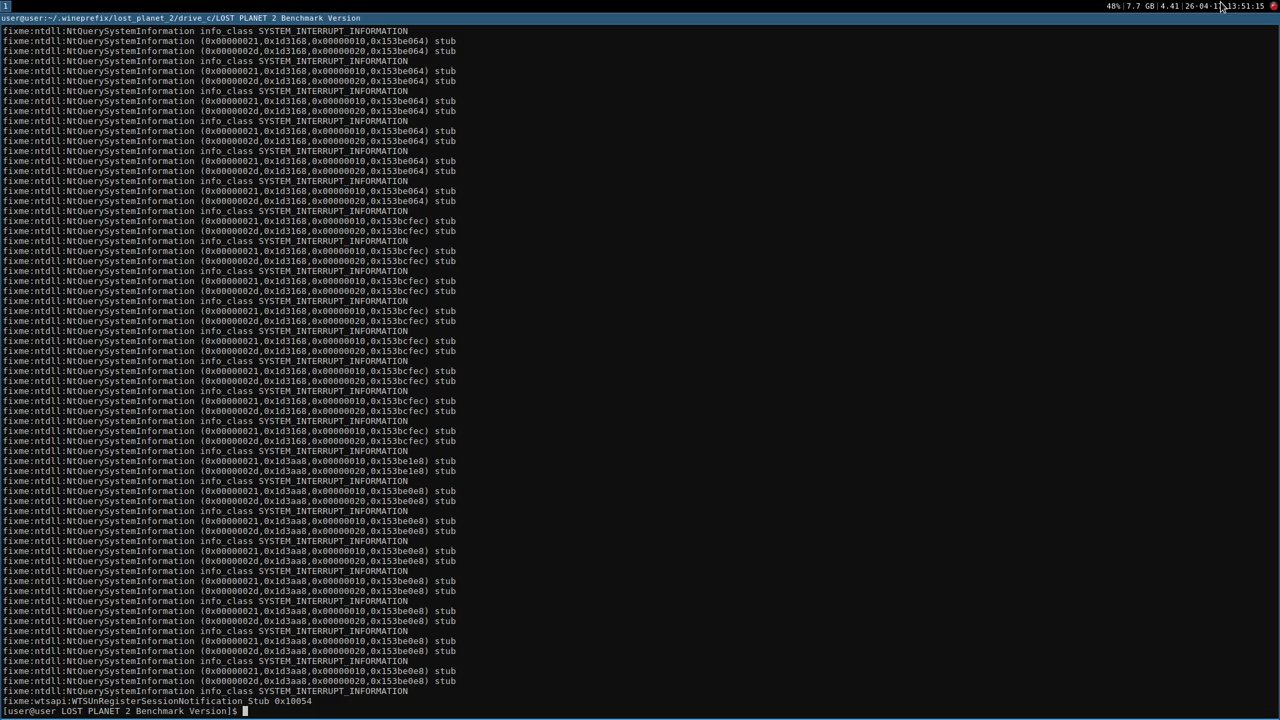 1
48%|7.7 GB|4.41|26-04-1 13:51:15
user@user:~/.wineprefix/lost_planet_2/drive_c/LOST PLANET 2 Benchmark Version
fixme:ntdll:NtQuerySystemInformation info_class SYSTEM_INTERRUPT_INFORMATION
fixme:ntdll:NtQuerySystemInformation (0x00000021,0x1d3168,0x00000010,0x153be064) stub
fixme:ntdll:NtQuerySystemInformation (0x0000002d,0x1d3168,0x00000020,0x153be064) stub
fixme:ntdll:NtQuerySystemInformation info_class SYSTEM_INTERRUPT_INFORMATION
fixme:ntdll:NtQuerySystemInformation (0x00000021,0x1d3168,0x00000010,0x153be064) stub
fixme:ntdll:NtQuerySystemInformation (0x0000002d,0x1d3168,0x00000020,0x153be064) stub
fixme:ntdll:NtQuerySystemInformation info_class SYSTEM_INTERRUPT_INFORMATION
fixme:ntdll:NtQuerySystemInformation (0x00000021,0x1d3168,0x00000010,0x153be064) stub
fixme:ntdll:NtQuerySystemInformation (0x0000002d,0x1d3168,0x00000020,0x153be064) stub
fixme:ntdll:NtQuerySystemInformation info_class SYSTEM_INTERRUPT_INFORMATION
fixme:ntdll:NtQuerySystemInformation (0x00000021,0x1d3168,0x00000010,0x153be064) stub
fixme:ntdll:NtQuerySystemInformation (0x0000002d,0x1d3168,0x00000020,0x153be064) stub
fixme:ntdll:NtQuerySystemInformation info_class SYSTEM_INTERRUPT_INFORMATION
fixme:ntdll:NtQuerySystemInformation (0x00000021,0x1d3168,0x00000010,0x153be064) stub
fixme:ntdll:NtQuerySystemInformation (0x0000002d,0x1d3168,0x00000020,0x153be064) stub
fixme:ntdll:NtQuerySystemInformation info_class SYSTEM_INTERRUPT_INFORMATION
fixme:ntdll:NtQuerySystemInformation (0x00000021,0x1d3168,0x00000010,0x153be064) stub
fixme:ntdll:NtQuerySystemInformation (0x0000002d,0x1d3168,0x00000020,0x153be064) stub
fixme:ntdll:NtQuerySystemInformation info_class SYSTEM_INTERRUPT_INFORMATION
fixme:ntdll:NtQuerySystemInformation (0x00000021,0x1d3168,0x00000010,0x153bcfec) stub
fixme:ntdll:NtQuerySystemInformation (0x0000002d,0x1d3168,0x00000020,0x153bcfec) stub
fixme:ntdll:NtQuerySystemInformation info_class SYSTEM_INTERRUPT_INFORMATION
fixme:ntdll:NtQuerySystemInformation (0x00000021,0x1d3168,0x00000010,0x153bcfec) stub
fixme:ntdll:NtQuerySystemInformation (0x0000002d,0x1d3168,0x00000020,0x153bcfec) stub
fixme:ntdll:NtQuerySystemInformation info_class SYSTEM_INTERRUPT_INFORMATION
fixme:ntdll:NtQuerySystemInformation (0x00000021,0x1d3168,0x00000010,0x153bcfec) stub
fixme:ntdll:NtQuerySystemInformation (0x0000002d,0x1d3168,0x00000020,0x153bcfec) stub
fixme:ntdll:NtQuerySystemInformation info_class SYSTEM_INTERRUPT_INFORMATION
fixme:ntdll:NtQuerySystemInformation (0x00000021,0x1d3168,0x00000010,0x153bcfec) stub
fixme:ntdll:NtQuerySystemInformation (0x0000002d,0x1d3168,0x00000020,0x153bcfec) stub
fixme:ntdll:NtQuerySystemInformation info_class SYSTEM_INTERRUPT_INFORMATION
fixme:ntdll:NtQuerySystemInformation (0x00000021,0x1d3168,0x00000010,0x153bcfec) stub
fixme:ntdll:NtQuerySystemInformation (0x0000002d,0x1d3168,0x00000020,0x153bcfec) stub
fixme:ntdll:NtQuerySystemInformation info_class SYSTEM_INTERRUPT_INFORMATION
fixme:ntdll:NtQuerySystemInformation (0x00000021,0x1d3168,0x00000010,0x153bcfec) stub
fixme:ntdll:NtQuerySystemInformation (0x0000002d,0x1d3168,0x00000020,0x153bcfec) stub
fixme:ntdll:NtQuerySystemInformation info_class SYSTEM_INTERRUPT_INFORMATION
fixme:ntdll:NtQuerySystemInformation (0x00000021,0x1d3168,0x00000010,0x153bcfec) stub
fixme:ntdll:NtQuerySystemInformation (0x0000002d,0x1d3168,0x00000020,0x153bcfec) stub
fixme:ntdll:NtQuerySystemInformation info_class SYSTEM_INTERRUPT_INFORMATION
fixme:ntdll:NtQuerySystemInformation (0x00000021,0x1d3168,0x00000010,0x153bcfec) stub
fixme:ntdll:NtQuerySystemInformation (0x0000002d,0x1d3168,0x00000020,0x153bcfec) stub
fixme:ntdll:NtQuerySystemInformation info_class SYSTEM_INTERRUPT_INFORMATION
fixme:ntdll:NtQuerySystemInformation (0x00000021,0x1d3aa8,0x00000010,0x153be1e8) stub
fixme:ntdll:NtQuerySystemInformation (0x0000002d,0x1d3aa8,0x00000020,0x153be1e8) stub
fixme:ntdll:NtQuerySystemInformation info_class SYSTEM_INTERRUPT_INFORMATION
fixme:ntdll:NtQuerySystemInformation (0x00000021,0x1d3aa8,0x00000010,0x153be0e8) stub
fixme:ntdll:NtQuerySystemInformation (0x0000002d,0x1d3aa8,0x00000020,0x153be0e8) stub
fixme:ntdll:NtQuerySystemInformation info_class SYSTEM_INTERRUPT_INFORMATION
fixme:ntdll:NtQuerySystemInformation (0x00000021,0x1d3aa8,0x00000010,0x153be0e8) stub
fixme:ntdll:NtQuerySystemInformation (0x0000002d,0x1d3aa8,0x00000020,0x153be0e8) stub
fixme:ntdll:NtQuerySystemInformation info_class SYSTEM_INTERRUPT_INFORMATION
fixme:ntdll:NtQuerySystemInformation (0x00000021,0x1d3aa8,0x00000010,0x153be0e8) stub
fixme:ntdll:NtQuerySystemInformation (0x0000002d,0x1d3aa8,0x00000020,0x153be0e8) stub
fixme:ntdll:NtQuerySystemInformation info_class SYSTEM_INTERRUPT_INFORMATION
fixme:ntdll:NtQuerySystemInformation (0x00000021,0x1d3aa8,0x00000010,0x153be0e8) stub
fixme:ntdll:NtQuerySystemInformation (0x0000002d,0x1d3aa8,0x00000020,0x153be0e8) stub
fixme:ntdll:NtQuerySystemInformation info_class SYSTEM_INTERRUPT_INFORMATION
fixme:ntdll:NtQuerySystemInformation (0x00000021,0x1d3aa8,0x00000010,0x153be0e8) stub
fixme:ntdll:NtQuerySystemInformation (0x0000002d,0x1d3aa8,0x00000020,0x153be0e8) stub
fixme:ntdll:NtQuerySystemInformation info_class SYSTEM_INTERRUPT_INFORMATION
fixme:ntdll:NtQuerySystemInformation (0x00000021,0x1d3aa8,0x00000010,0x153be0e8) stub
fixme:ntdll:NtQuerySystemInformation (0x0000002d,0x1d3aa8,0x00000020,0x153be0e8) stub
fixme:ntdll:NtQuerySystemInformation info_class SYSTEM_INTERRUPT_INFORMATION
fixme:ntdll:NtQuerySystemInformation (0x00000021,0x1d3aa8,0x00000010,0x153be0e8) stub
fixme:ntdll:NtQuerySystemInformation (0x0000002d,0x1d3aa8,0x00000020,0x153be0e8) stub
fixme:ntdll:NtQuerySystemInformation info_class SYSTEM_INTERRUPT_INFORMATION
fixme:wtsapi:WTSUnRegisterSessionNotification Stub 0x10054
[user@user LOST PLANET 2 Benchmark Version]$